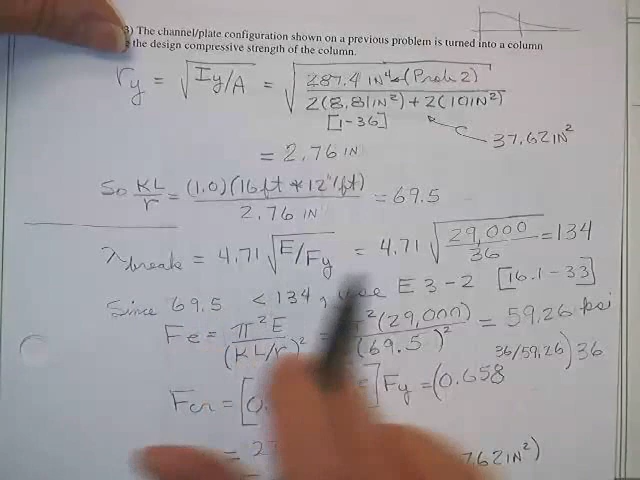 3) The channel/plate configuration shown on a previous problem is turned into a column
the design compressive strength of the column.
r_y = √(I_y/A) = √(287.4 IN⁴ (Prob 2) / 2(8.81 IN²) + 2(10 IN²))
[1-36]
37.62 IN²
= 2.76 IN
So KL/r = (1.0)(16 ft * 12"/ft) / 2.76 IN = 69.5
λ break = 4.71 √(E/Fy) = 4.71 √(29,000/36) = 134
Since 69.5 < 134, use E 3-2 [16.1-33]
Fe = π²E/(KL/r)² = π²(29,000)/(69.5)² = 59.26 ksi
Fcr = [0. ]Fy = (0.658^(36/59.26)) 36
= 2 7.62 IN²)